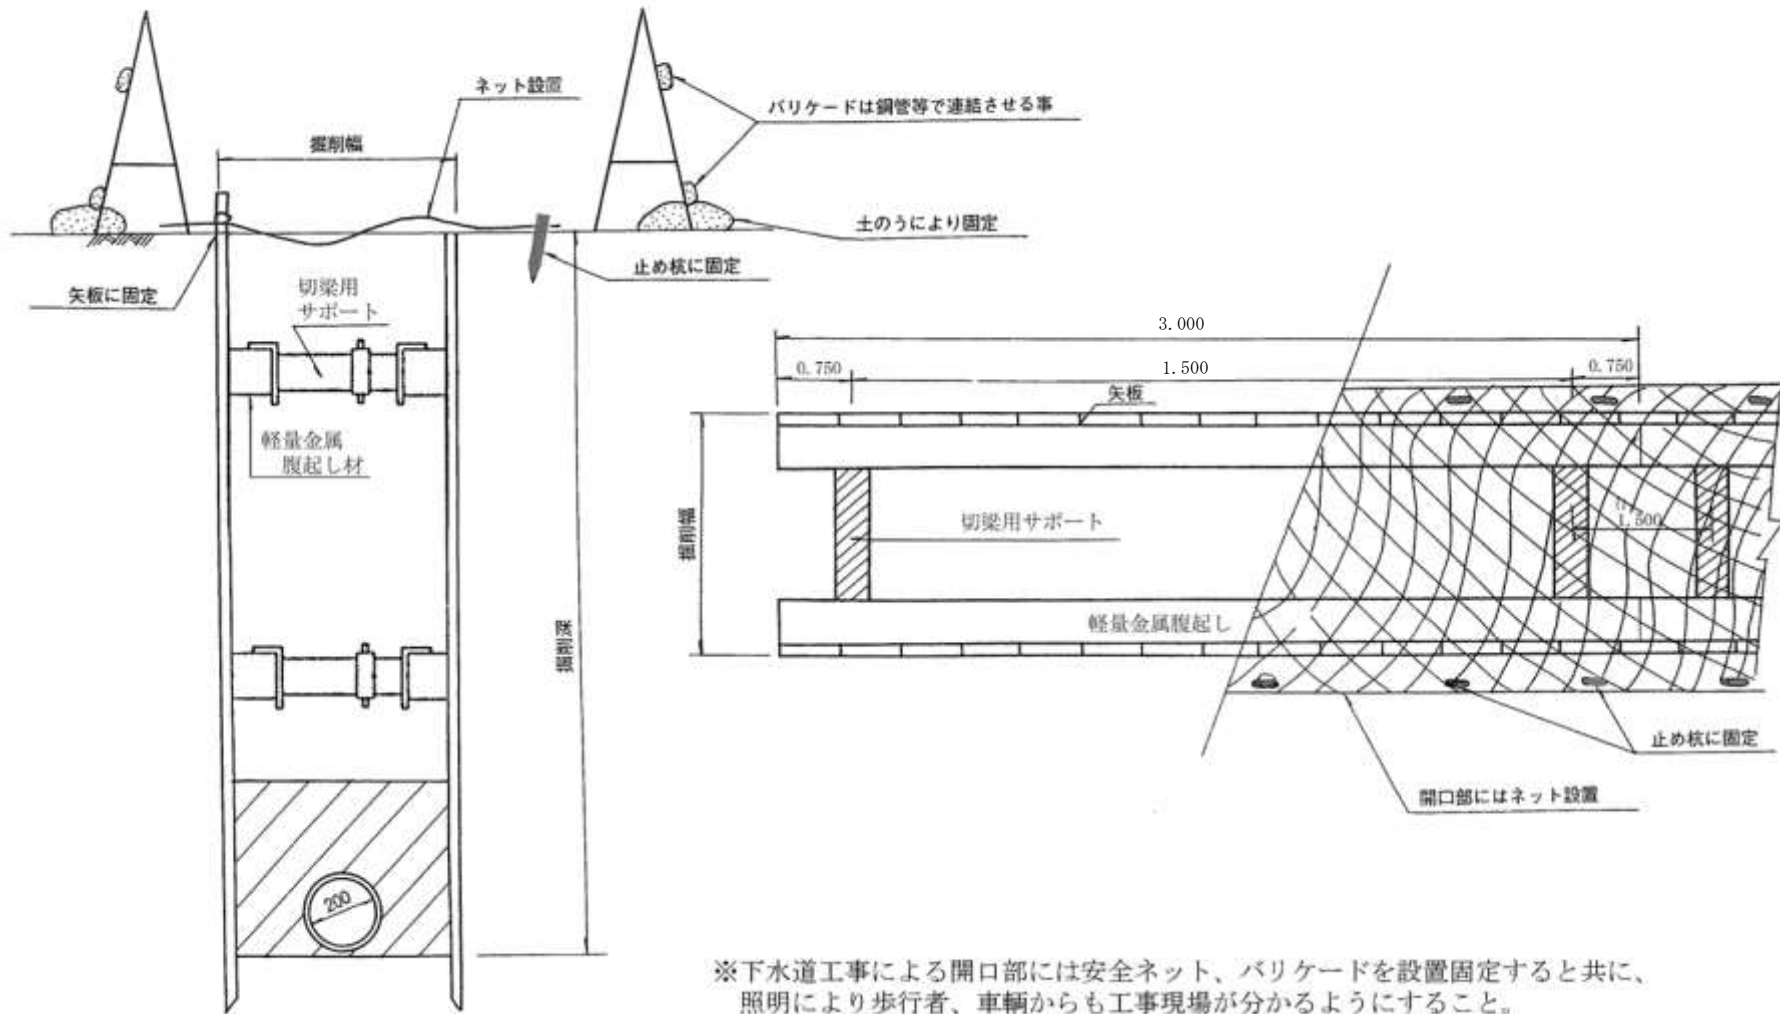 ネット設置
バリケードは鋼管等で連結させる事
掘削幅
土のうにより固定
止め杭に固定
矢板に固定
切梁用
サポート
軽量金属
腹起し材
掘削深
200
3.000
0.750
1.500
0.750
矢板
掘削幅
切梁用サポート
1.500
軽量金属腹起し
止め杭に固定
開口部にはネット設置
※下水道工事による開口部には安全ネット、バリケードを設置固定すると共に、
照明により歩行者、車輌からも工事現場が分かるようにすること。